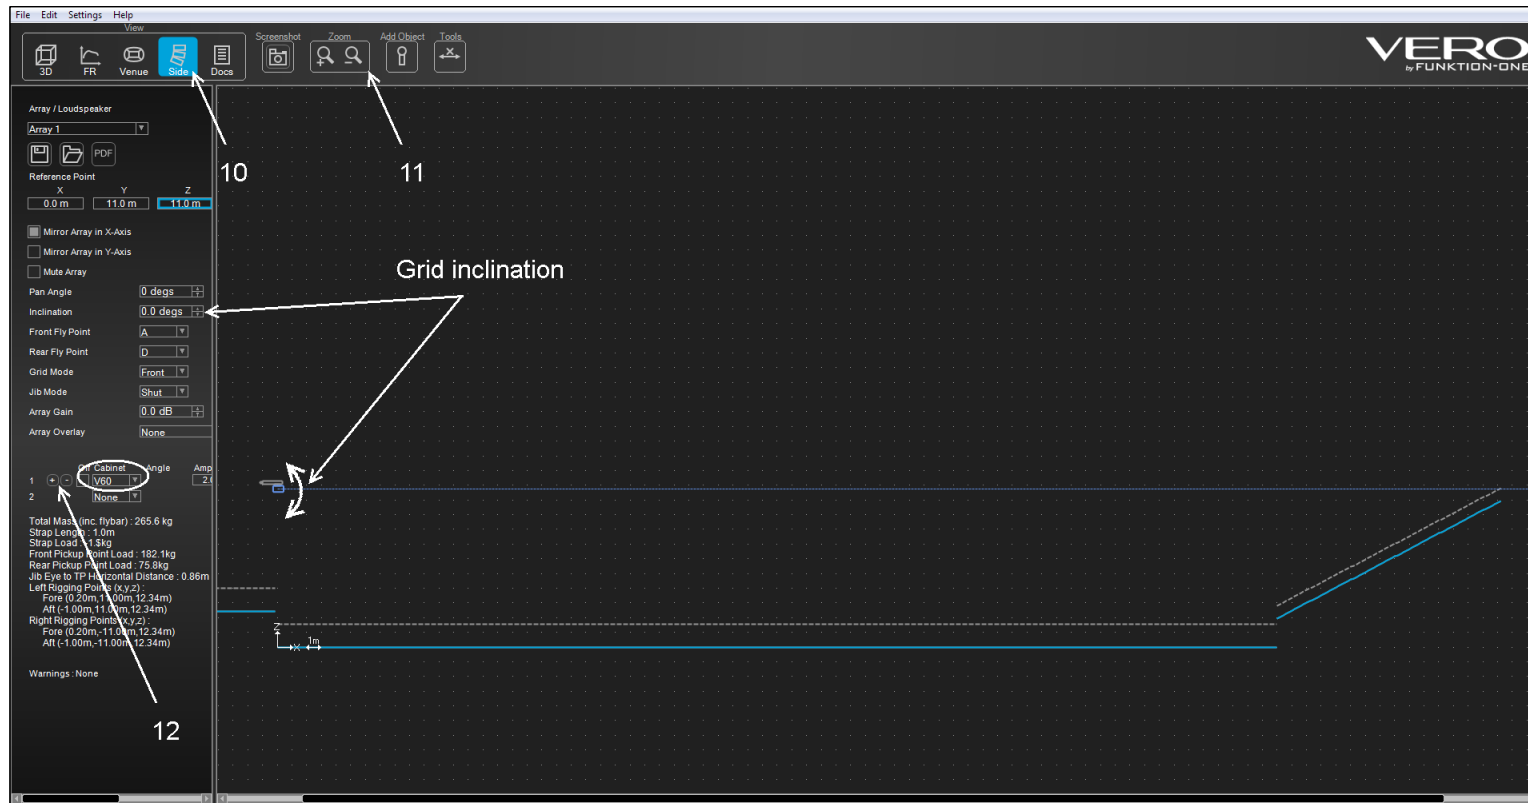 File Edit Settings Help
View
Screenshot Zoom Add Object Tools
3D FR Venue Side Docs
VERO
by FUNKTION-ONE
Array / Loudspeaker
Array 1
PDF
Reference Point
X Y Z
0.0 m 11.0 m 11.0 m
10
11
Mirror Array in X-Axis
Mirror Array in Y-Axis
Mute Array
Grid inclination
Pan Angle 0 degs
Inclination 0.0 degs
Front Fly Point A
Rear Fly Point D
Grid Mode Front
Jib Mode Shut
Array Gain 0.0 dB
Array Overlay None
Off Cabinet Angle Amp
1 + - V60 2.0
2 None
Total Mass (inc. flybar) : 265.6 kg
Strap Length : 1.0m
Front Pickup Point Load : 182.1kg
Rear Pickup Point Load : 75.8kg
Jib Eye to TP Horizontal Distance : 0.86m
Left Rigging Points (x,y,z) :
Fore (0.20m,11.00m,12.34m)
Aft (-1.00m,11.00m,12.34m)
Right Rigging Points (x,y,z) :
Fore (0.20m,-11.00m,12.34m)
Aft (-1.00m,-11.00m,12.34m)
Z
X 1m
Warnings : None
12